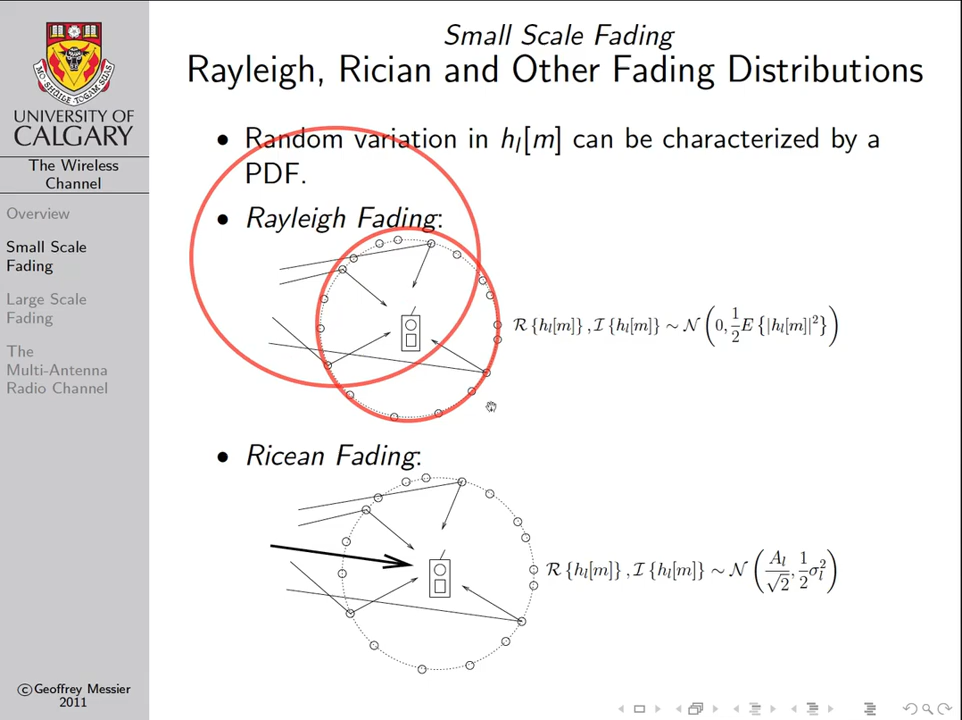 Small Scale Fading
Rayleigh, Rician and Other Fading Distributions
UNIVERSITY OF
CALGARY
The Wireless
Channel
Overview
Small Scale
Fading
Large Scale
Fading
The
Multi-Antenna
Radio Channel
• Random variation in h_l[m] can be characterized by a
PDF.
• Rayleigh Fading:
R {h_l[m]} , I {h_l[m]} ~ N (0, 1/2 E {|h_l[m]|²})
• Ricean Fading:
R {h_l[m]} , I {h_l[m]} ~ N (A_l/√2, 1/2 σ_l²)
©Geoffrey Messier
2011